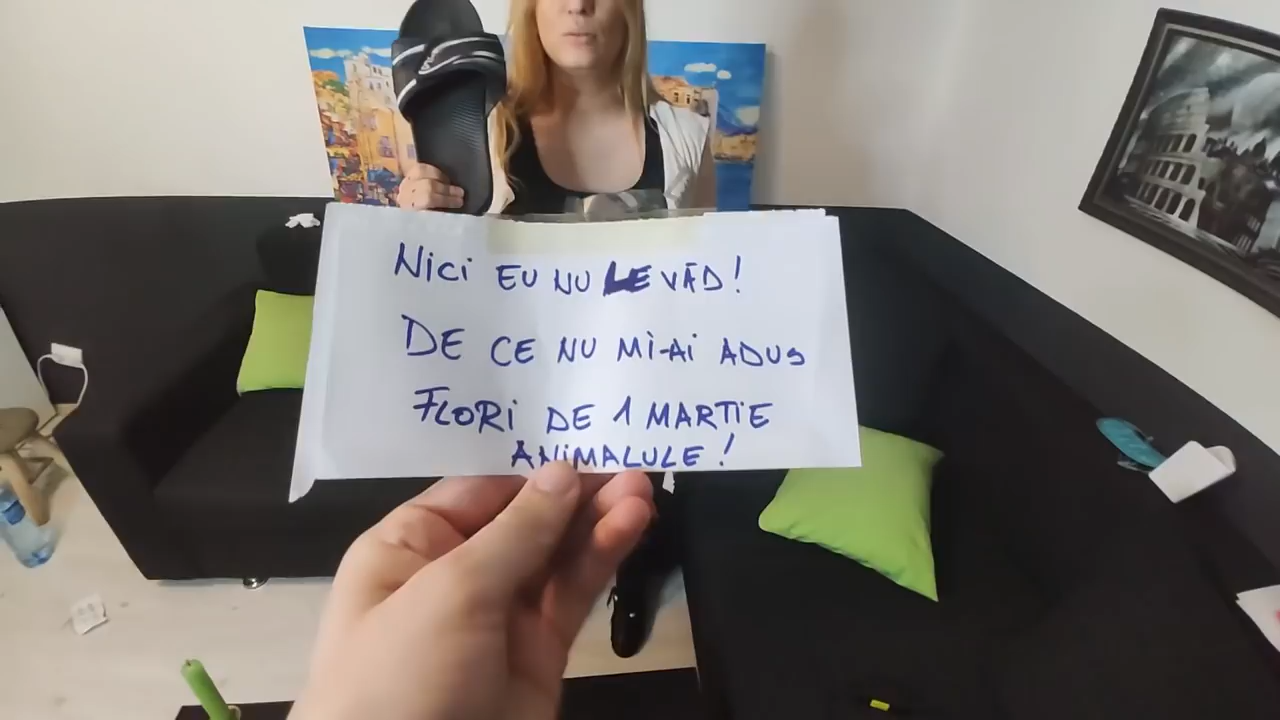 NiCi EU NU LE VĂD!
DE CE NU Mi-Ai ADUS
FLORi DE 1 MARTiE
ANiMALULE!